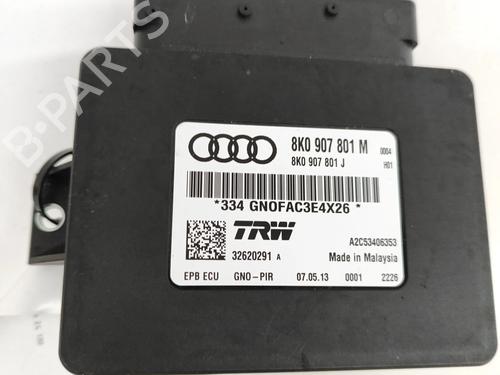 B-PARTS
8K0 907 801 M 0004
8K0 907 801 J H01
*334 GNOFAC3E4X26 *
TRW
32620291 A
A2C53406353
Made in Malaysia
EPB ECU GNO-PIR 07.05.13 0001 2226